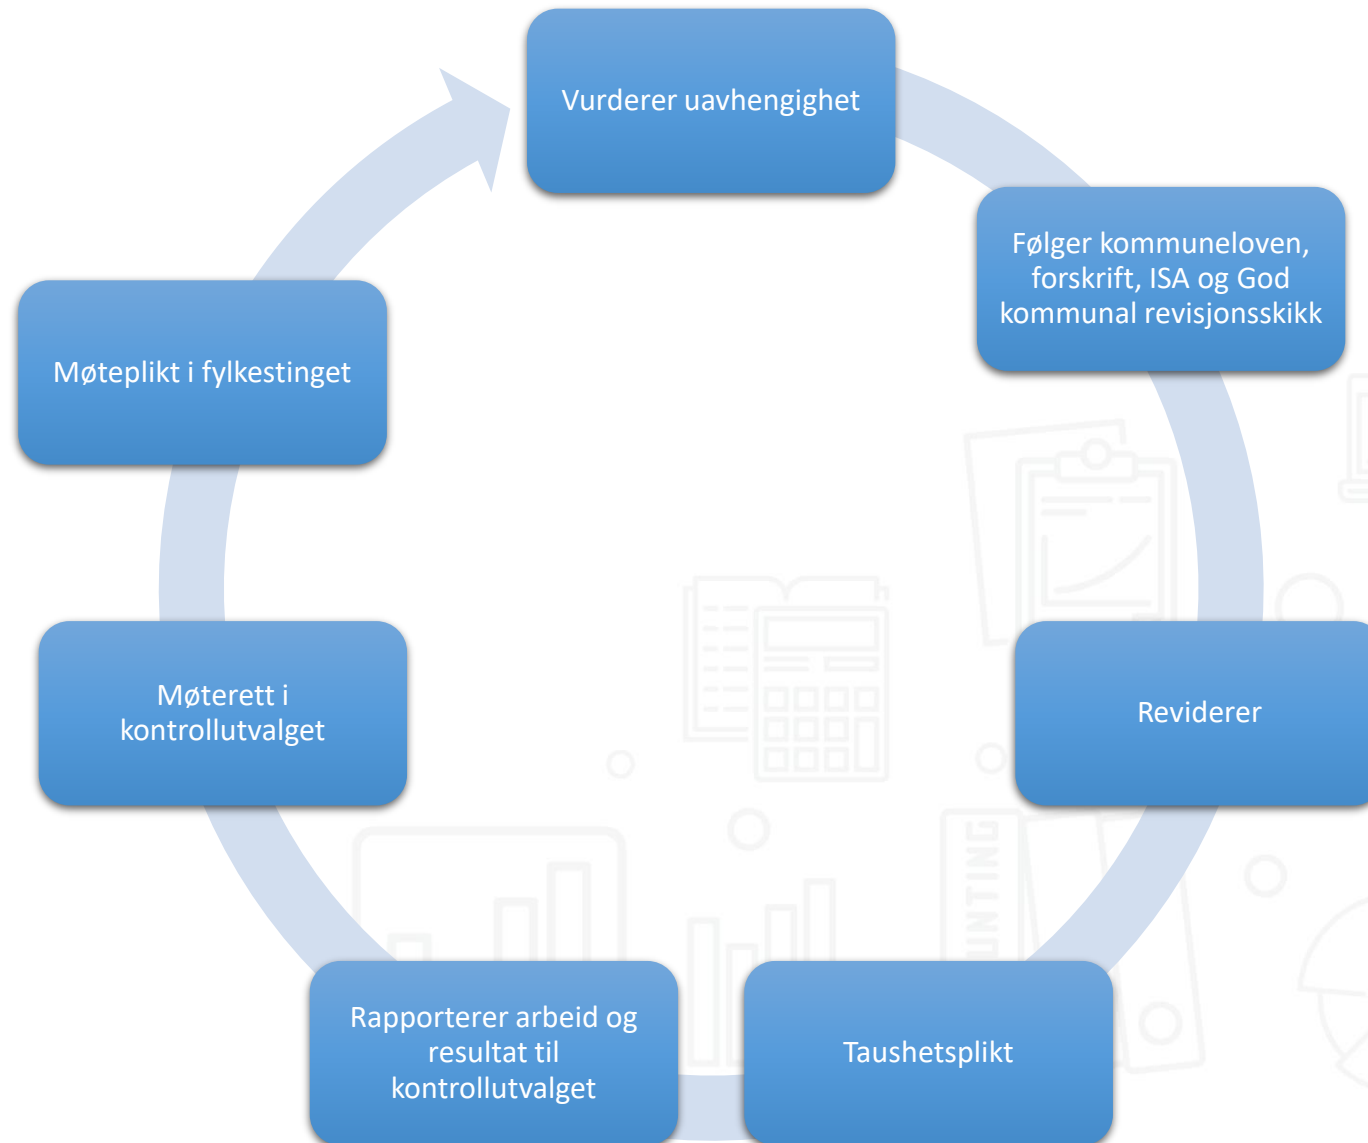 Vurderer uavhengighet
Følger kommuneloven,
forskrift, ISA og God
kommunal revisjonsskikk
Reviderer
Taushetsplikt
Rapporterer arbeid og
resultat til
kontrollutvalget
Møterett i
kontrollutvalget
Møteplikt i fylkestinget